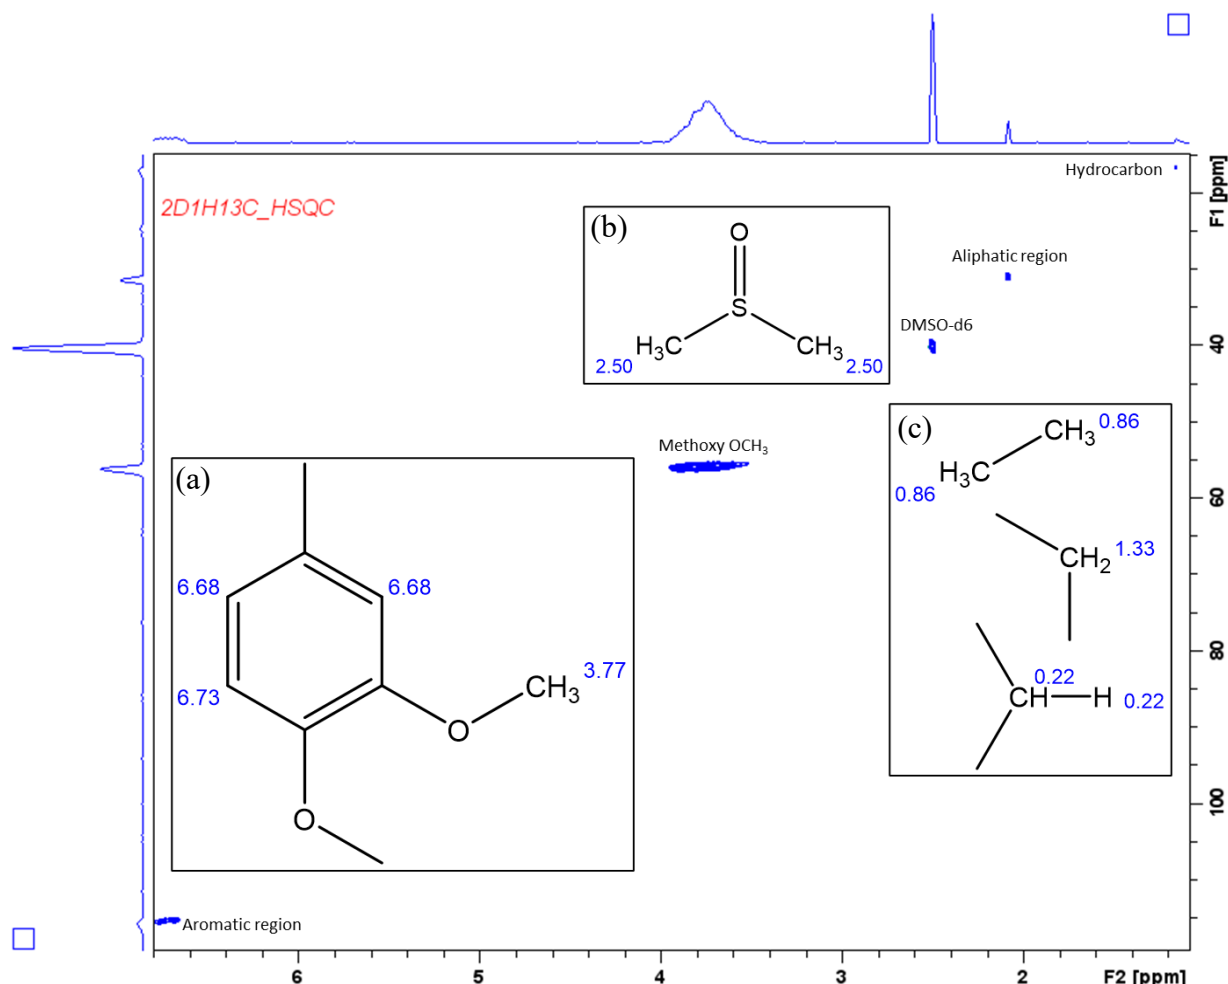 2D1H13C_HSQC
Hydrocarbon
(b)
O
S
H₃C
CH₃
2.50
2.50
Aliphatic region
DMSO-d6
Methoxy OCH₃
(a)
6.68
6.68
6.73
3.77
CH₃
O
O
(c)
CH₃
0.86
H₃C
0.86
CH₂
1.33
0.22
CH
H
0.22
Aromatic region
F1 [ppm]
40
60
80
100
6
5
4
3
2
F2 [ppm]